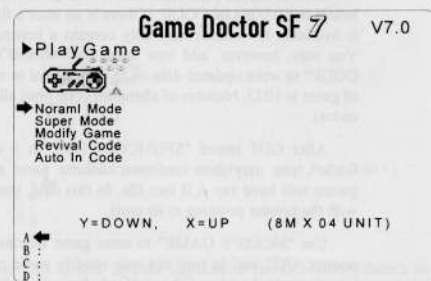 Game Doctor SF 7 V7.0
PlayGame
Noraml Mode
Super Mode
Modify Game
Revival Code
Auto In Code
Y=DOWN, X=UP (8M X 04 UNIT)
A
B :
C :
D :